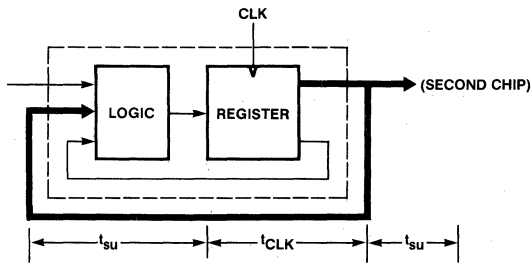 CLK
LOGIC
REGISTER
(SECOND CHIP)
tsu
tCLK
tsu